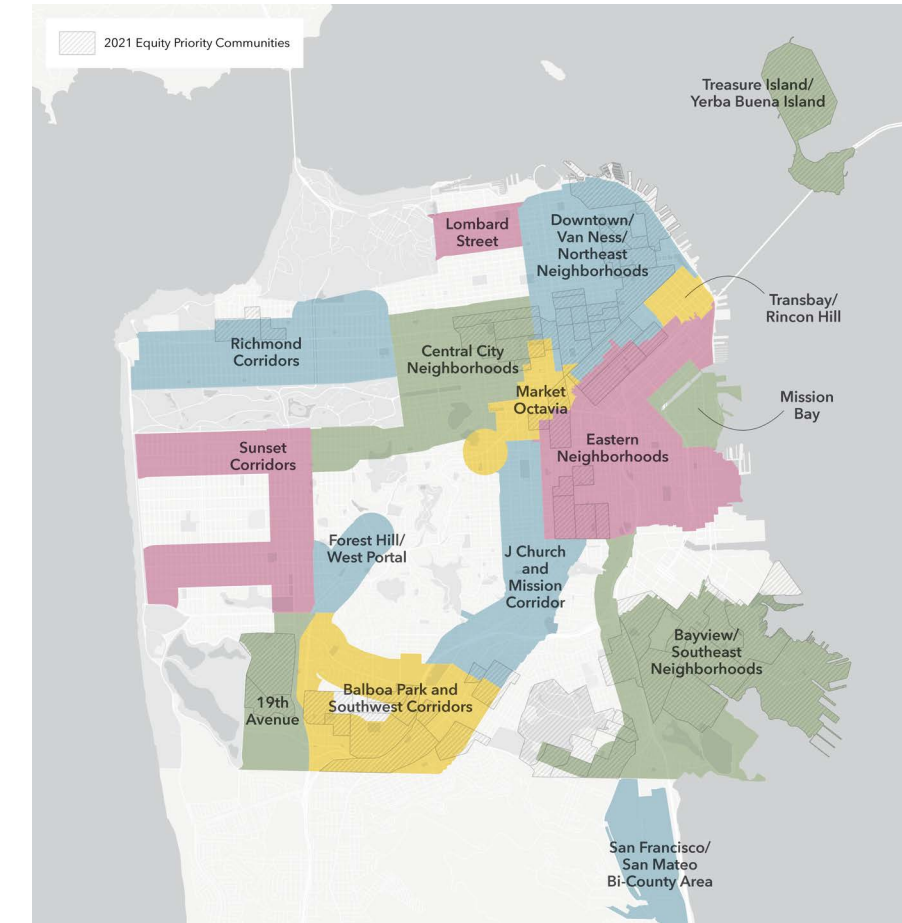 2021 Equity Priority Communities
Treasure Island/
Yerba Buena Island
Lombard
Street
Downtown/
Van Ness/
Northeast
Neighborhoods
Transbay/
Rincon Hill
Richmond
Corridors
Central City
Neighborhoods
Market
Octavia
Mission
Bay
Sunset
Corridors
Eastern
Neighborhoods
Forest Hill/
West Portal
J Church
and
Mission
Corridor
Bayview/
Southeast
Neighborhoods
19th
Avenue
Balboa Park and
Southwest Corridors
San Francisco/
San Mateo
Bi-County Area